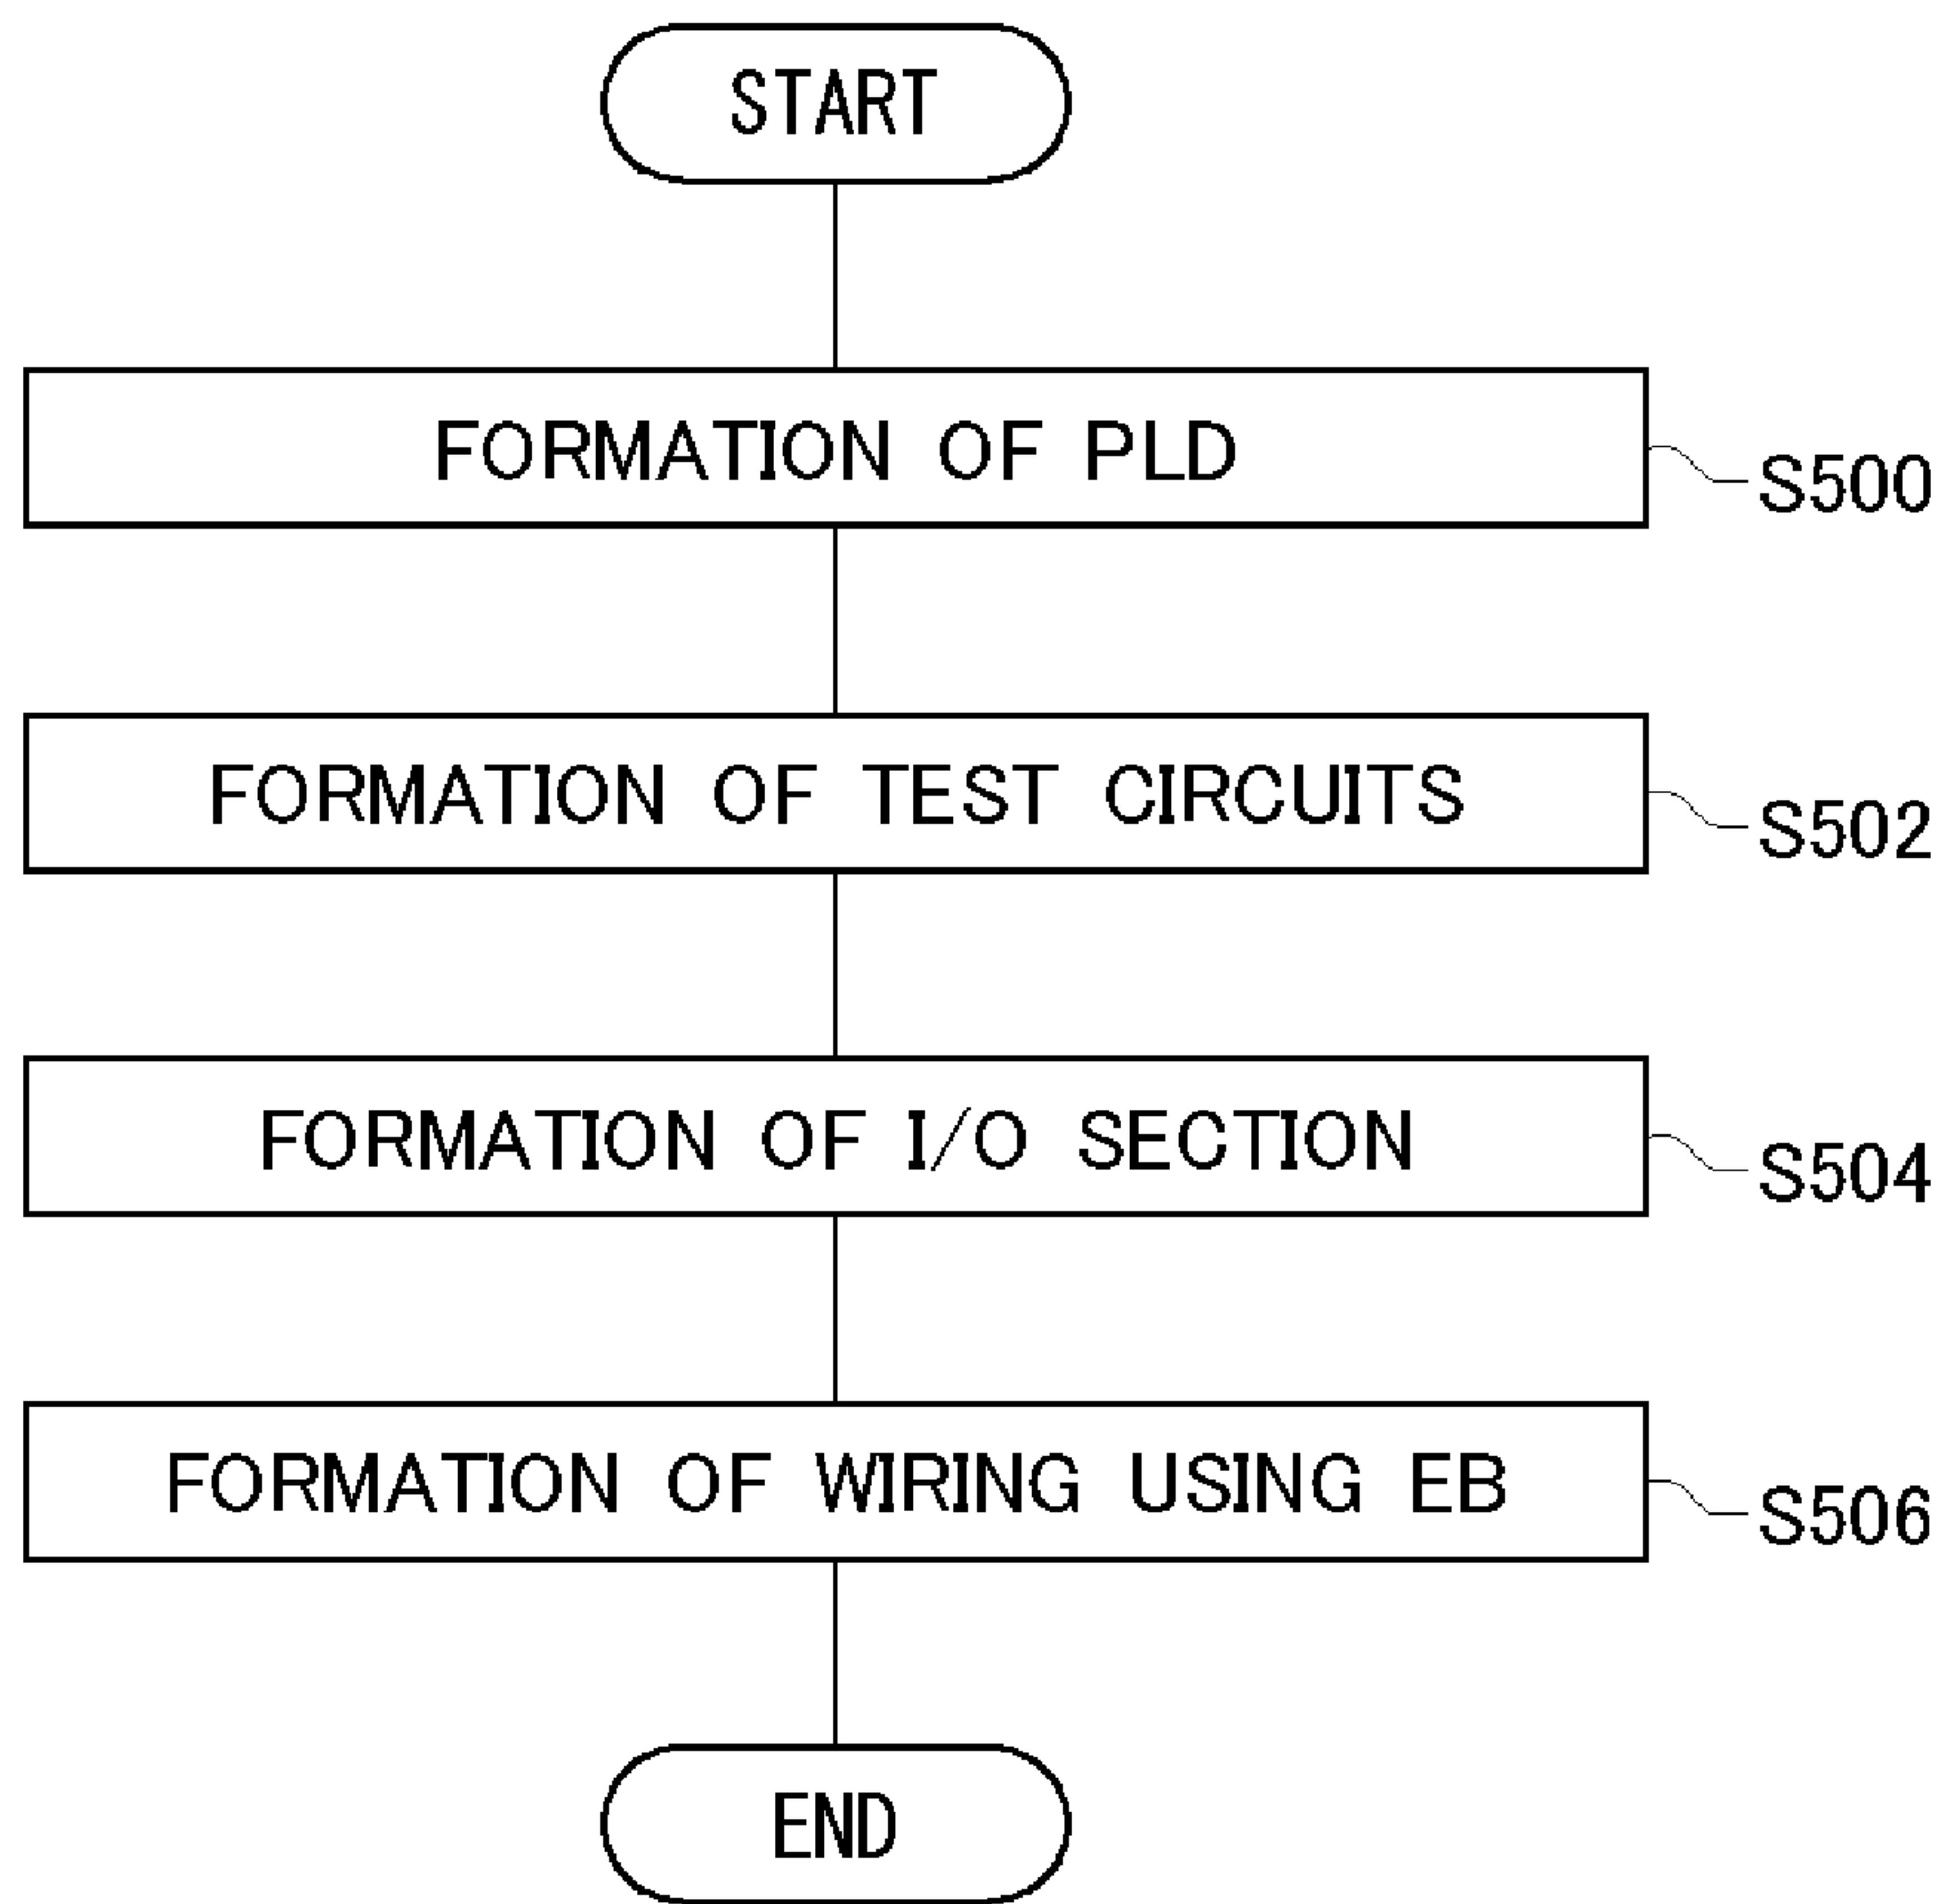 START
FORMATION OF PLD
S500
FORMATION OF TEST CIRCUITS
S502
FORMATION OF I/O SECTION
S504
FORMATION OF WIRING USING EB
S506
END